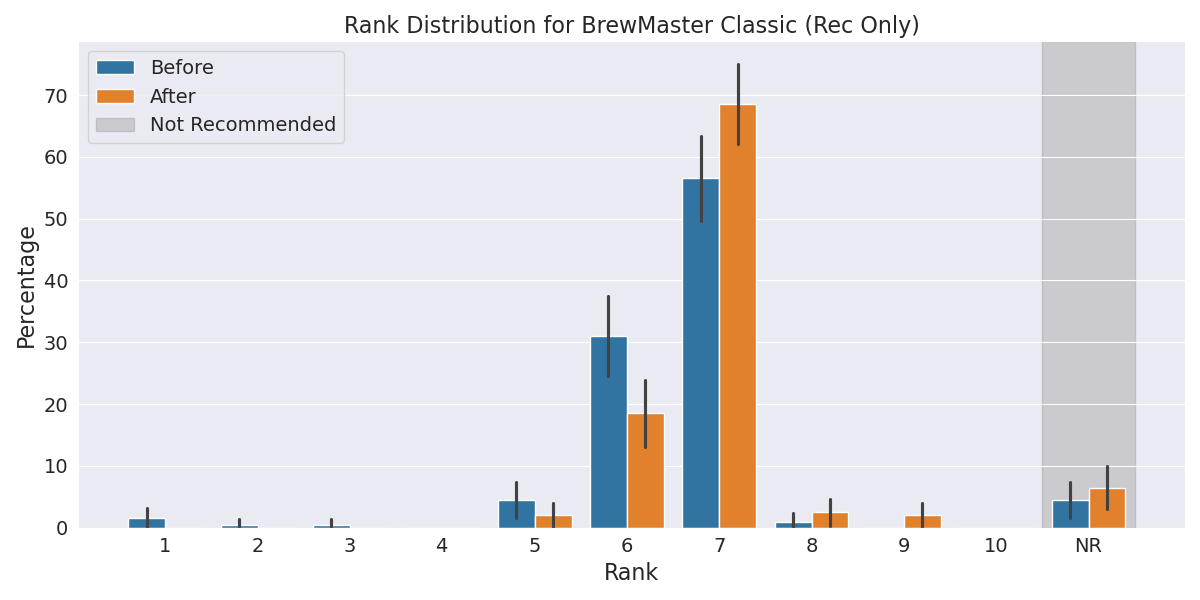 Rank Distribution for BrewMaster Classic (Rec Only)
Before
After
Not Recommended
Percentage
70
60
50
40
30
20
10
0
1 2 3 4 5 6 7 8 9 10 NR
Rank